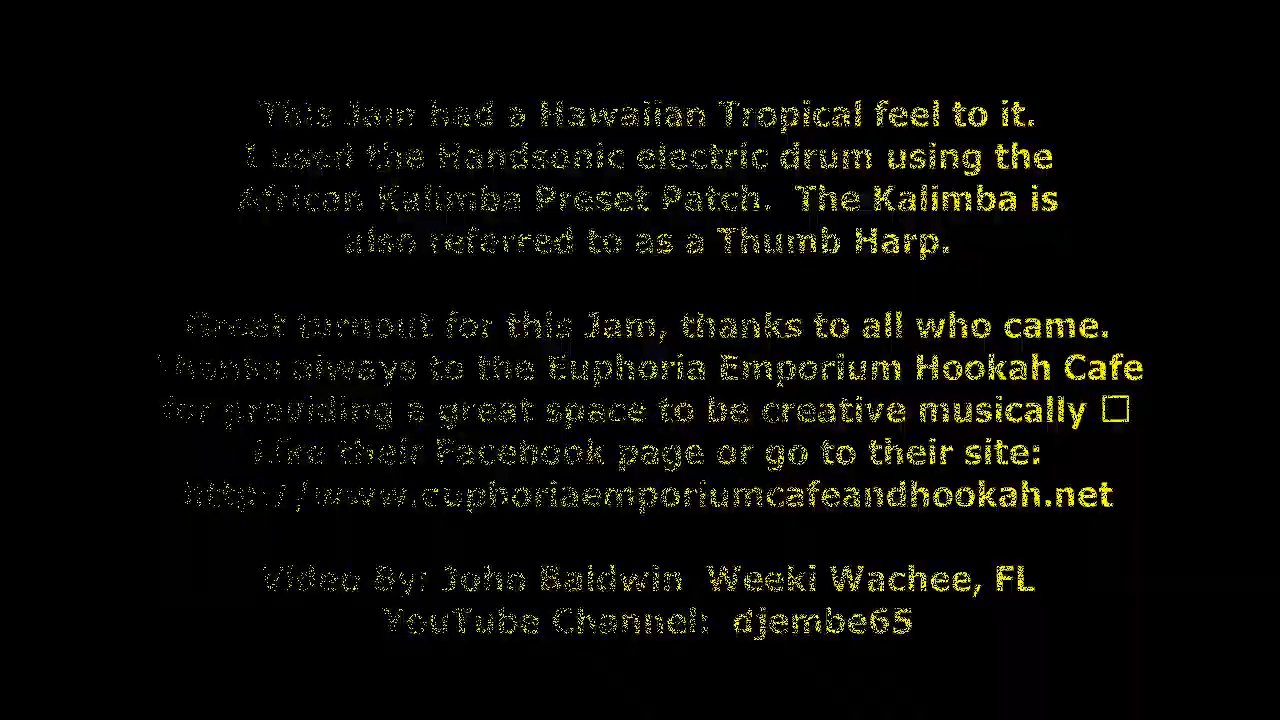 This Jam had a Hawaiian Tropical feel to it.
I used the Handsonic electric drum using the
African Kalimba Preset Patch.  The Kalimba is
also referred to as a Thumb Harp.
Great turnout for this Jam, thanks to all who came.
Thanks always to the Euphoria Emporium Hookah Cafe
for providing a great space to be creative musically □
Like their Facebook page or go to their site:
http://www.euphoriaemporiumcafeandhookah.net
Video By: John Baldwin  Weeki Wachee, FL
YouTube Channel:  djembe65